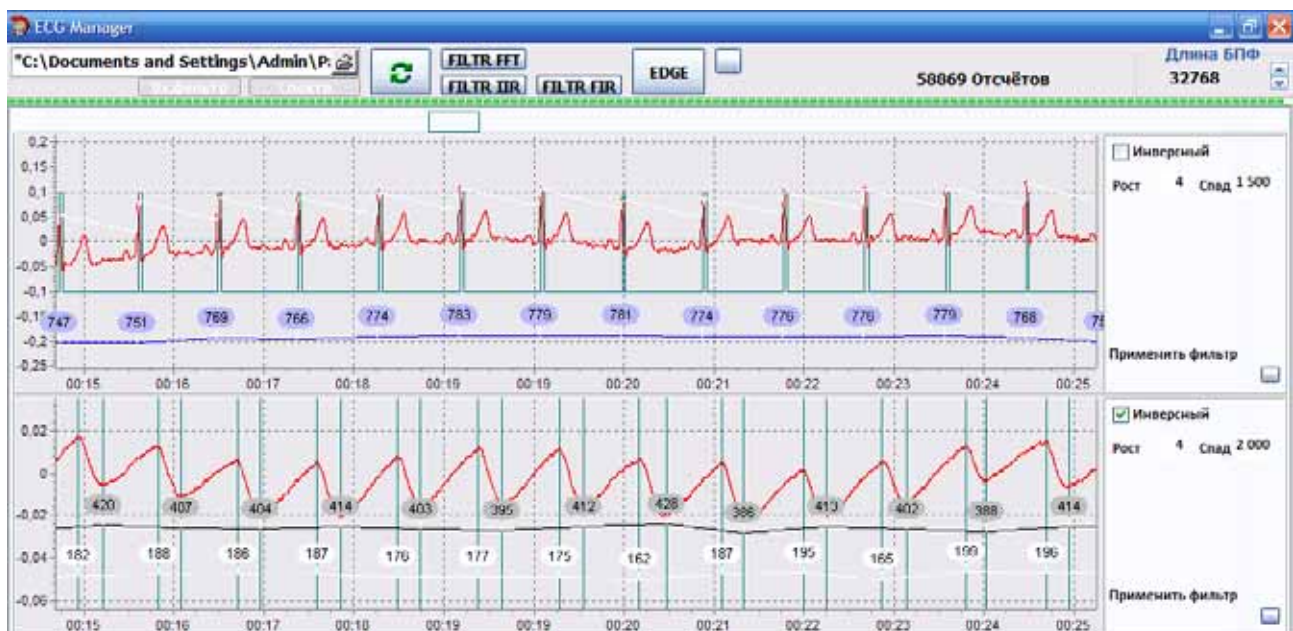 ECG Manager
"C:\Documents and Settings\Admin\P:
FILTR FFT
FILTR IIR FILTR FIR
EDGE
58869 Отсчётов
Длина БПФ
32768
0,2
0,15
0,1
0,05
0
-0,05
-0,1
-0,15
-0,2
-0,25
747 751 769 766 774 783 779 781 774 776 776 779 768
00:15 00:16 00:17 00:18 00:19 00:19 00:20 00:21 00:22 00:23 00:24 00:25
Инверсный
Рост 4 Спад 1 500
Применить фильтр
0,02
0
-0,02
-0,04
-0,06
420 407 404 414 403 395 412 428 386 413 402 388 414
182 188 186 187 176 177 175 162 187 195 165 199 196
00:15 00:16 00:17 00:18 00:19 00:19 00:20 00:21 00:22 00:23 00:24 00:25
Инверсный
Рост 4 Спад 2 000
Применить фильтр